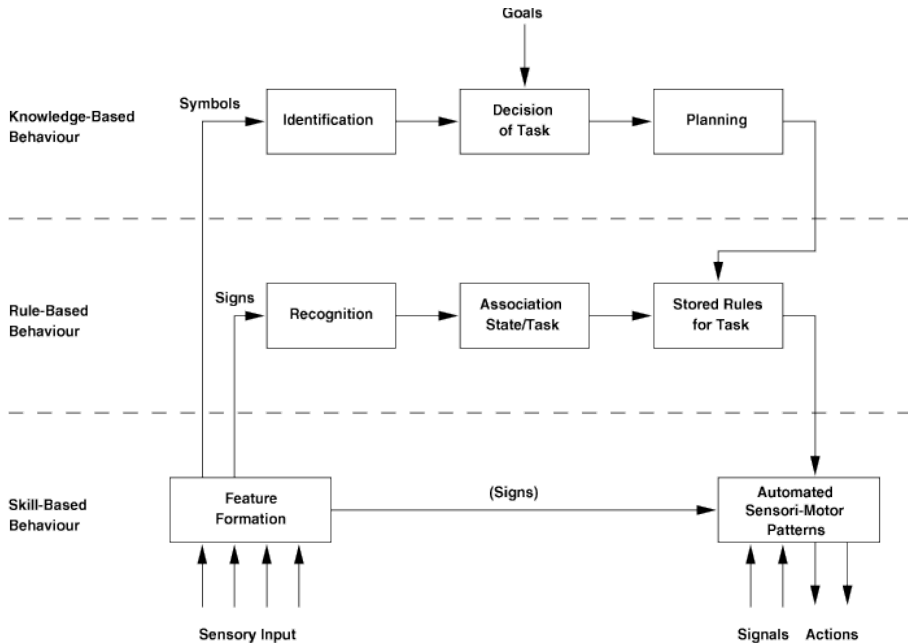 Goals
Symbols
Knowledge-Based
Behaviour
Identification
Decision
of Task
Planning
Signs
Rule-Based
Behaviour
Recognition
Association
State/Task
Stored Rules
for Task
Skill-Based
Behaviour
Feature
Formation
(Signs)
Automated
Sensori-Motor
Patterns
Sensory Input
Signals
Actions